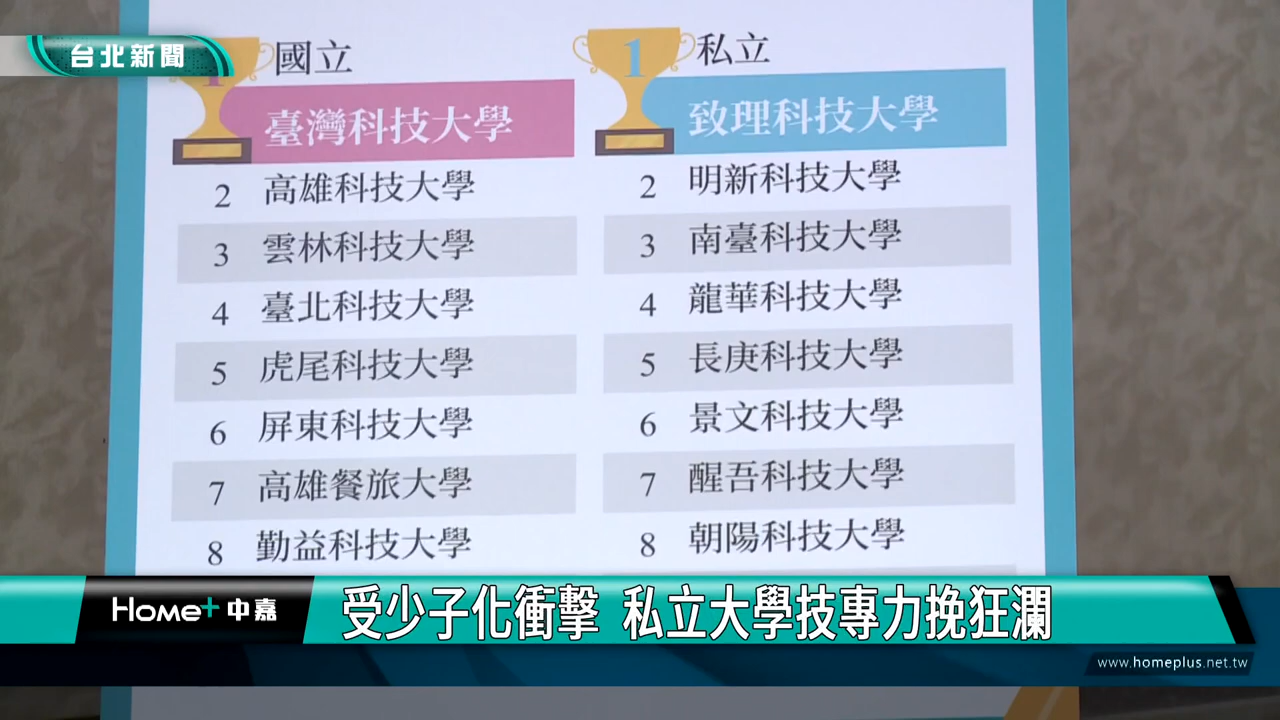 台北新聞
國立
1
臺灣科技大學
2 高雄科技大學
3 雲林科技大學
4 臺北科技大學
5 虎尾科技大學
6 屏東科技大學
7 高雄餐旅大學
8 勤益科技大學
私立
1
致理科技大學
2 明新科技大學
3 南臺科技大學
4 龍華科技大學
5 長庚科技大學
6 景文科技大學
7 醒吾科技大學
8 朝陽科技大學
Home+ 中嘉
受少子化衝擊 私立大學技專力挽狂瀾
www.homeplus.net.tw